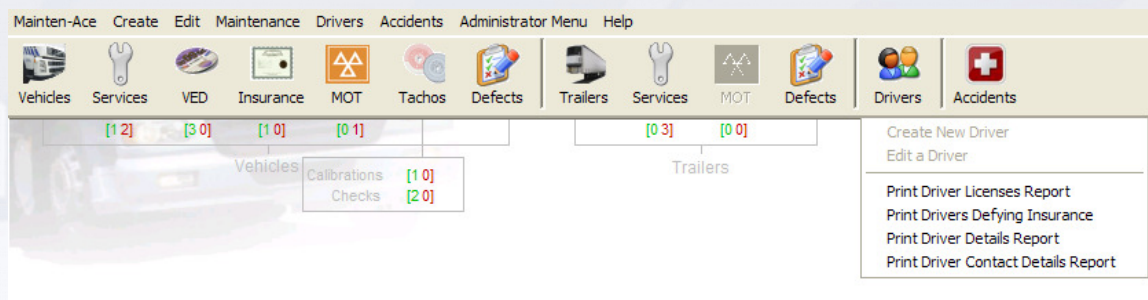 Mainten-Ace Create Edit Maintenance Drivers Accidents Administrator Menu Help
Vehicles Services VED Insurance MOT Tachos Defects Trailers Services MOT Defects Drivers Accidents
[1 2] [3 0] [1 0] [0 1] [0 3] [0 0]
Vehicles Trailers
Calibrations [1 0]
Checks [2 0]
Create New Driver
Edit a Driver
Print Driver Licenses Report
Print Drivers Defying Insurance
Print Driver Details Report
Print Driver Contact Details Report